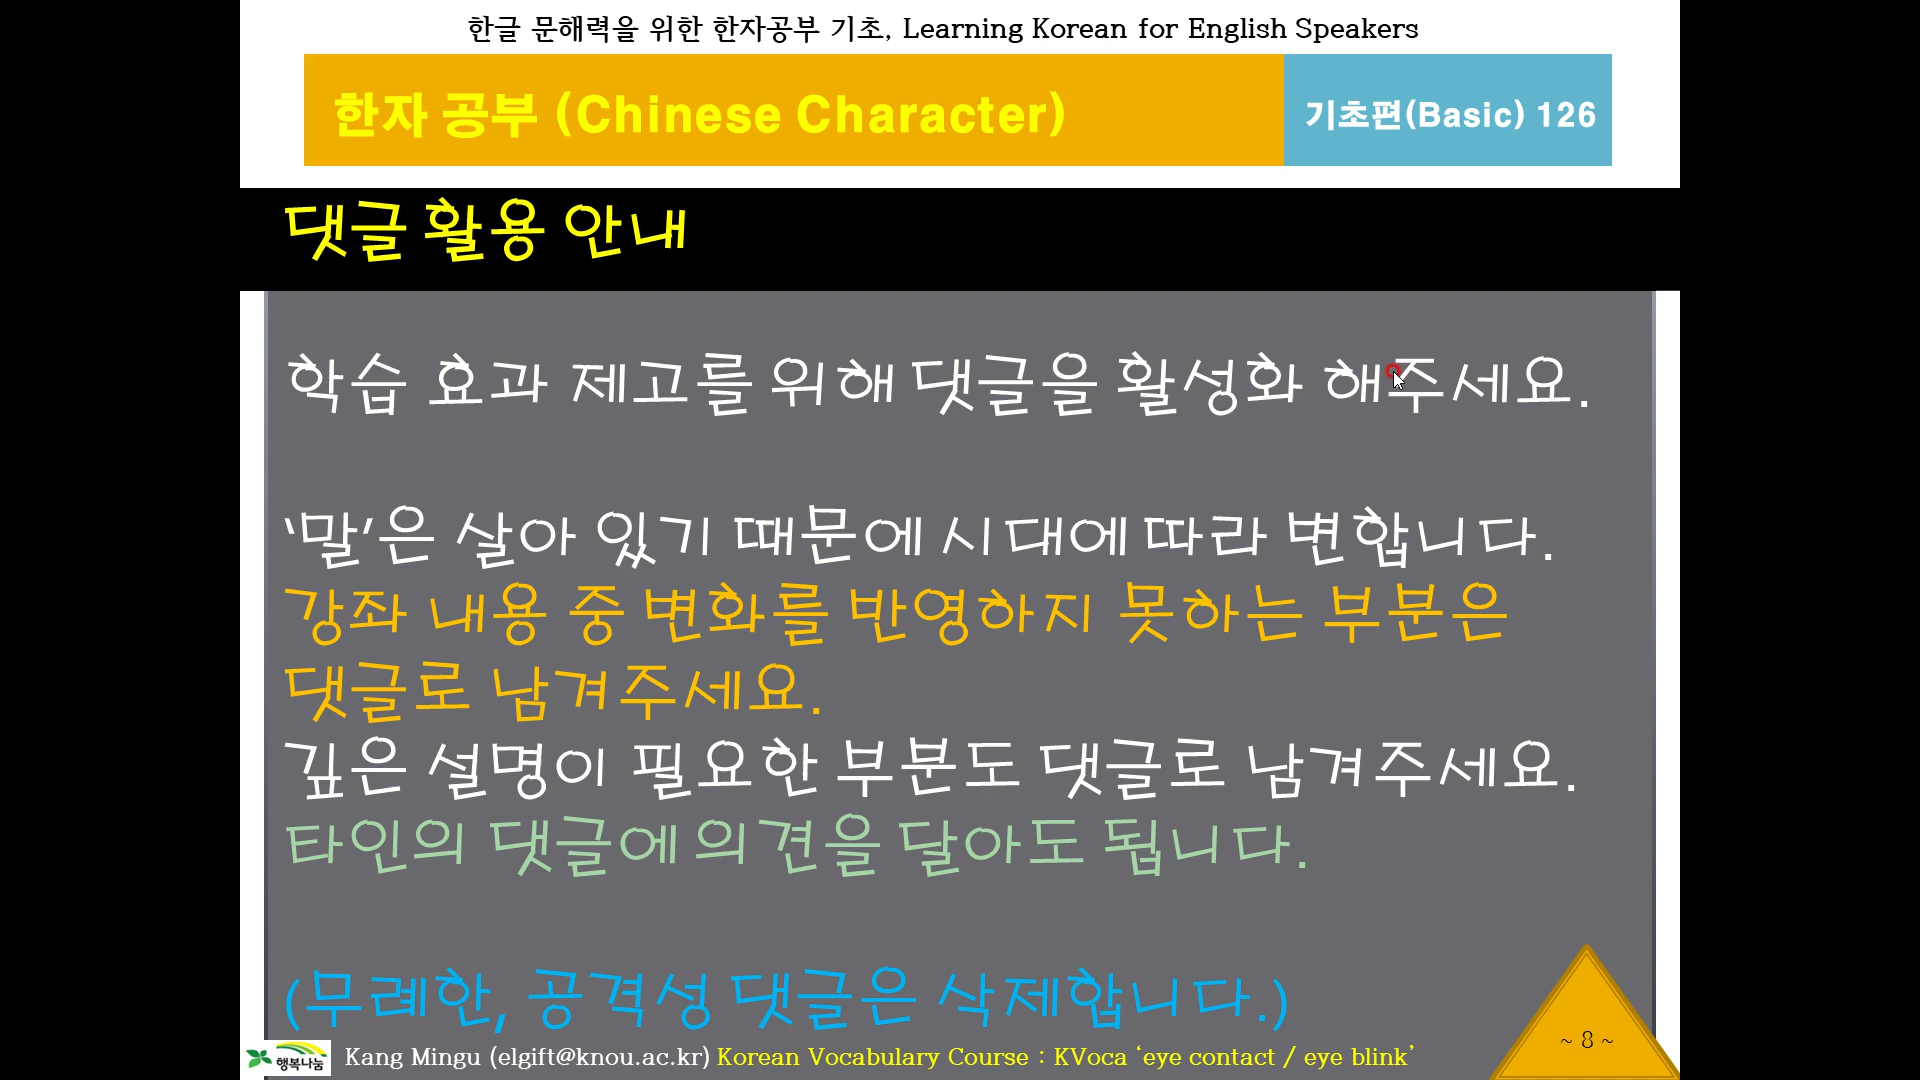 한글 문해력을 위한 한자공부 기초, Learning Korean for English Speakers
한자 공부 (Chinese Character)
기초편(Basic) 126
댓글 활용 안내
학습 효과 제고를 위해 댓글을 활성화 해주세요.
‘말’은 살아 있기 때문에 시대에 따라 변합니다.
강좌 내용 중 변화를 반영하지 못하는 부분은
댓글로 남겨주세요.
깊은 설명이 필요한 부분도 댓글로 남겨주세요.
타인의 댓글에 의견을 달아도 됩니다.
(무례한, 공격성 댓글은 삭제합니다.)
~ 8 ~
행복나눔 Kang Mingu (elgift@knou.ac.kr) Korean Vocabulary Course : KVoca ‘eye contact / eye blink’